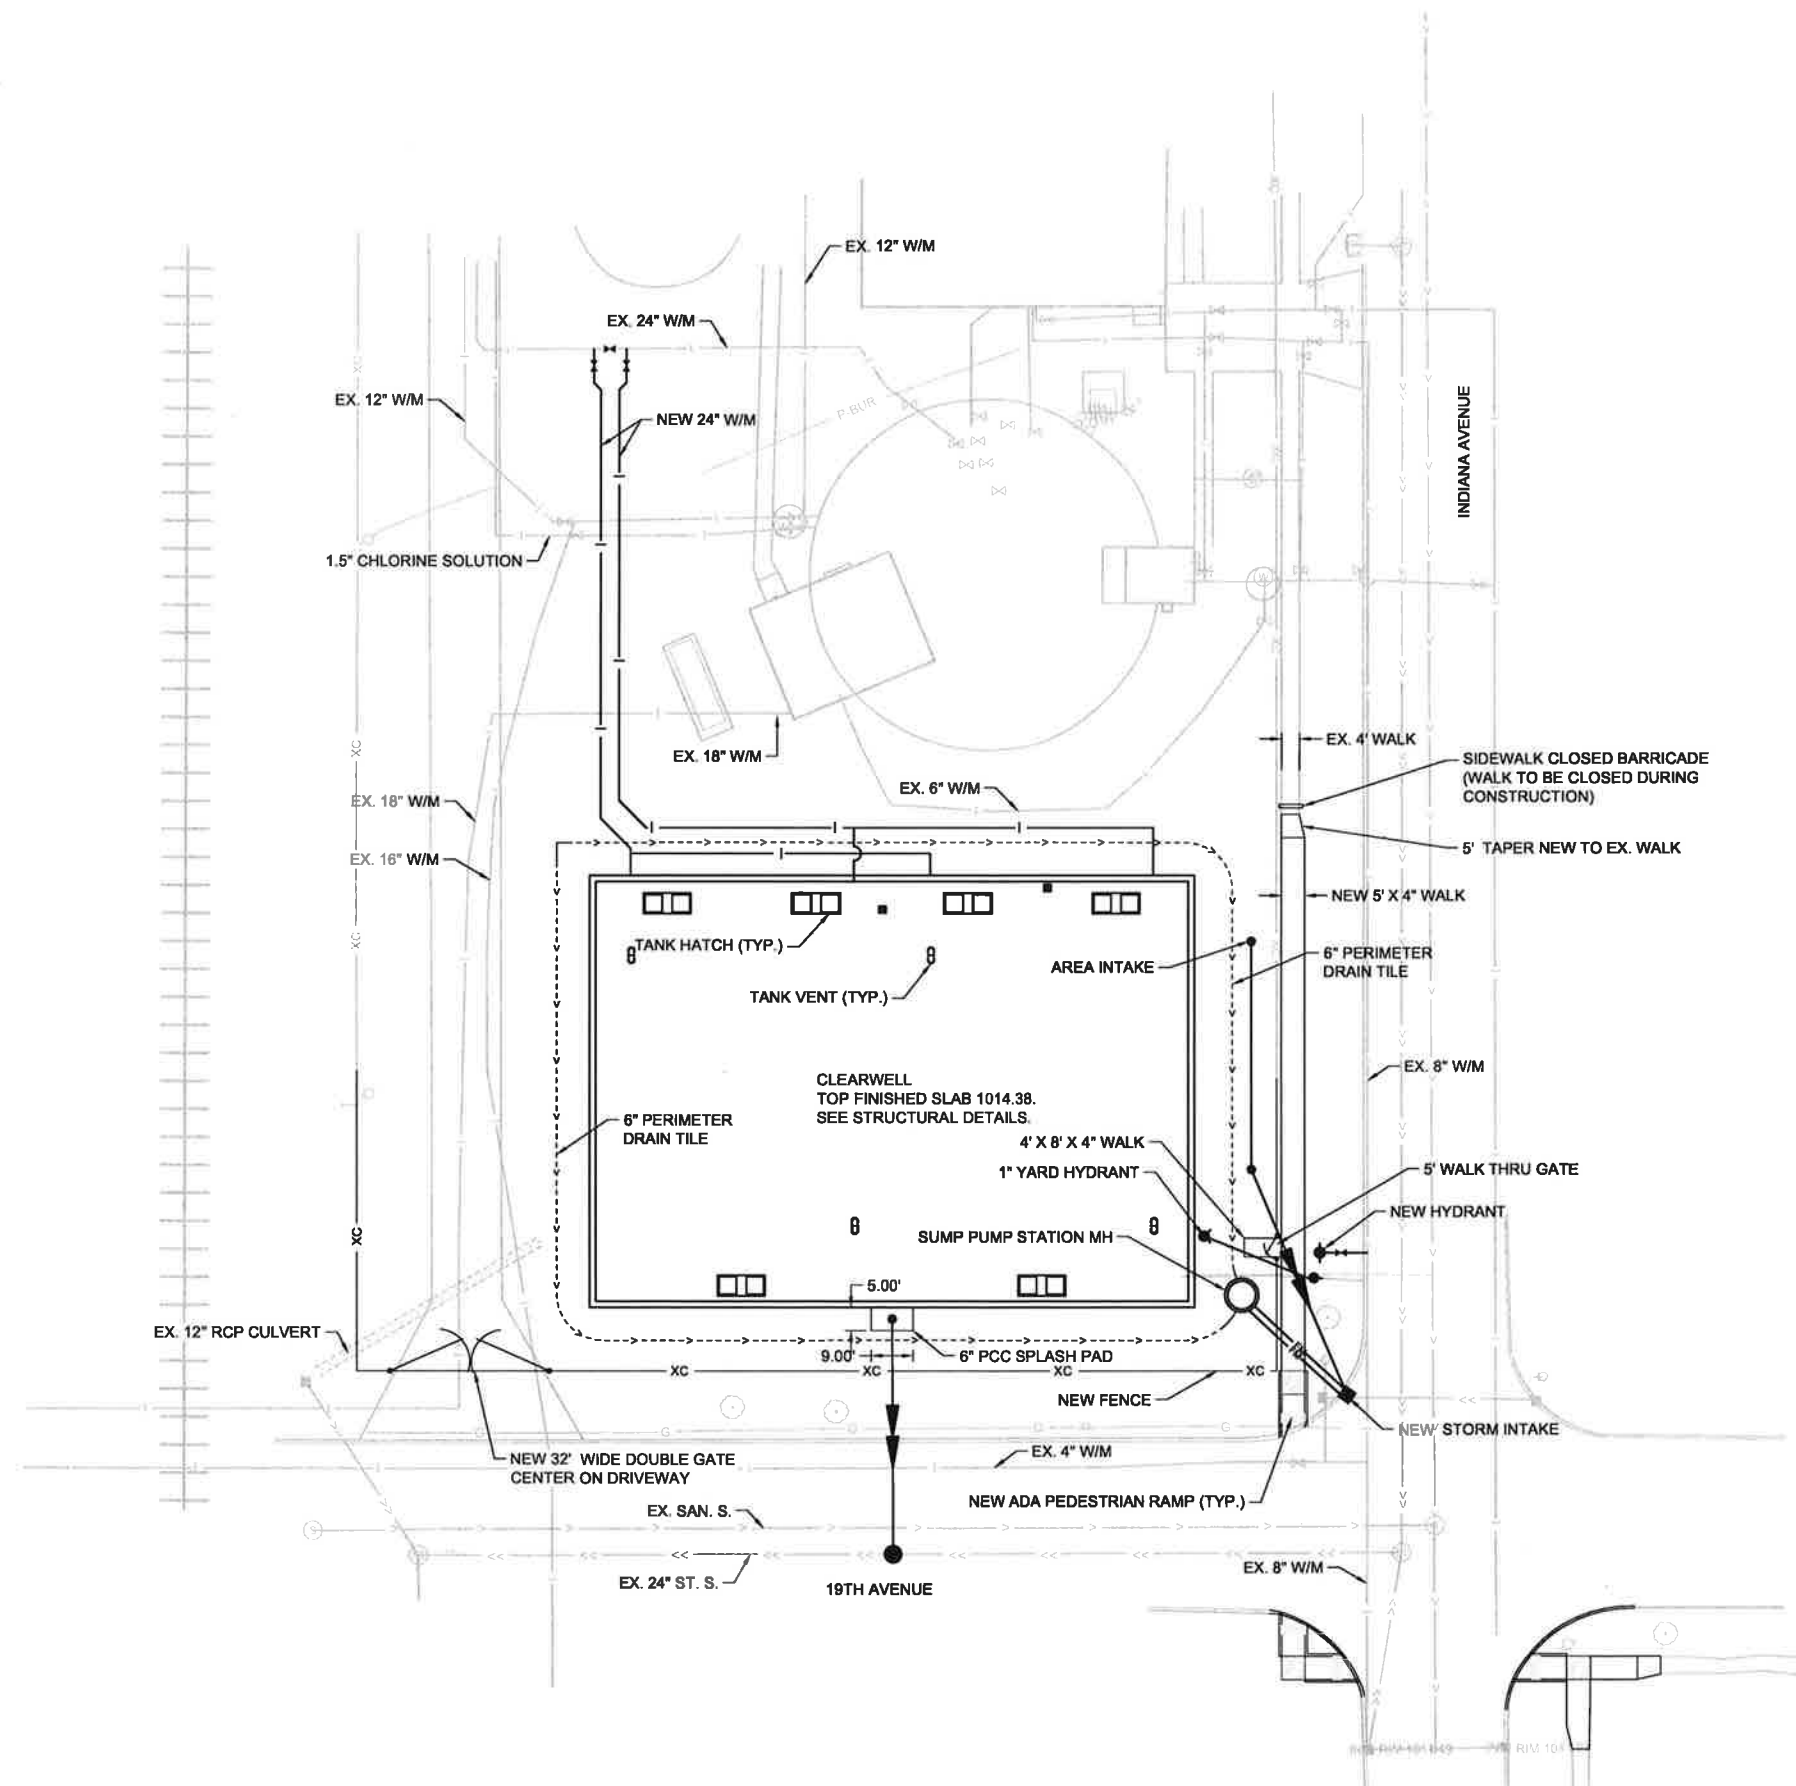 EX. 12" W/M
EX. 24" W/M
EX. 12" W/M
NEW 24" W/M
P-BUR
INDIANA AVENUE
1.5" CHLORINE SOLUTION
W
EX. 18" W/M
EX. 4' WALK
XC
SIDEWALK CLOSED BARRICADE
(WALK TO BE CLOSED DURING
CONSTRUCTION)
EX. 6" W/M
EX. 18" W/M
5' TAPER NEW TO EX. WALK
EX. 16" W/M
NEW 5' X 4" WALK
XC
TANK HATCH (TYP.)
6" PERIMETER
DRAIN TILE
AREA INTAKE
TANK VENT (TYP.)
EX. 8" W/M
CLEARWELL
TOP FINISHED SLAB 1014.38.
SEE STRUCTURAL DETAILS.
6" PERIMETER
DRAIN TILE
4' X 8' X 4" WALK
1" YARD HYDRANT
5' WALK THRU GATE
NEW HYDRANT
XC
SUMP PUMP STATION MH
5.00'
EX. 12" RCP CULVERT
9.00'
6" PCC SPLASH PAD
XC
XC
XC
XC
NEW FENCE
G
G
G
G
NEW STORM INTAKE
NEW 32' WIDE DOUBLE GATE
CENTER ON DRIVEWAY
EX. 4" W/M
NEW ADA PEDESTRIAN RAMP (TYP.)
EX. SAN. S.
EX. 24" ST. S.
EX. 8" W/M
19TH AVENUE
RIM
RIM